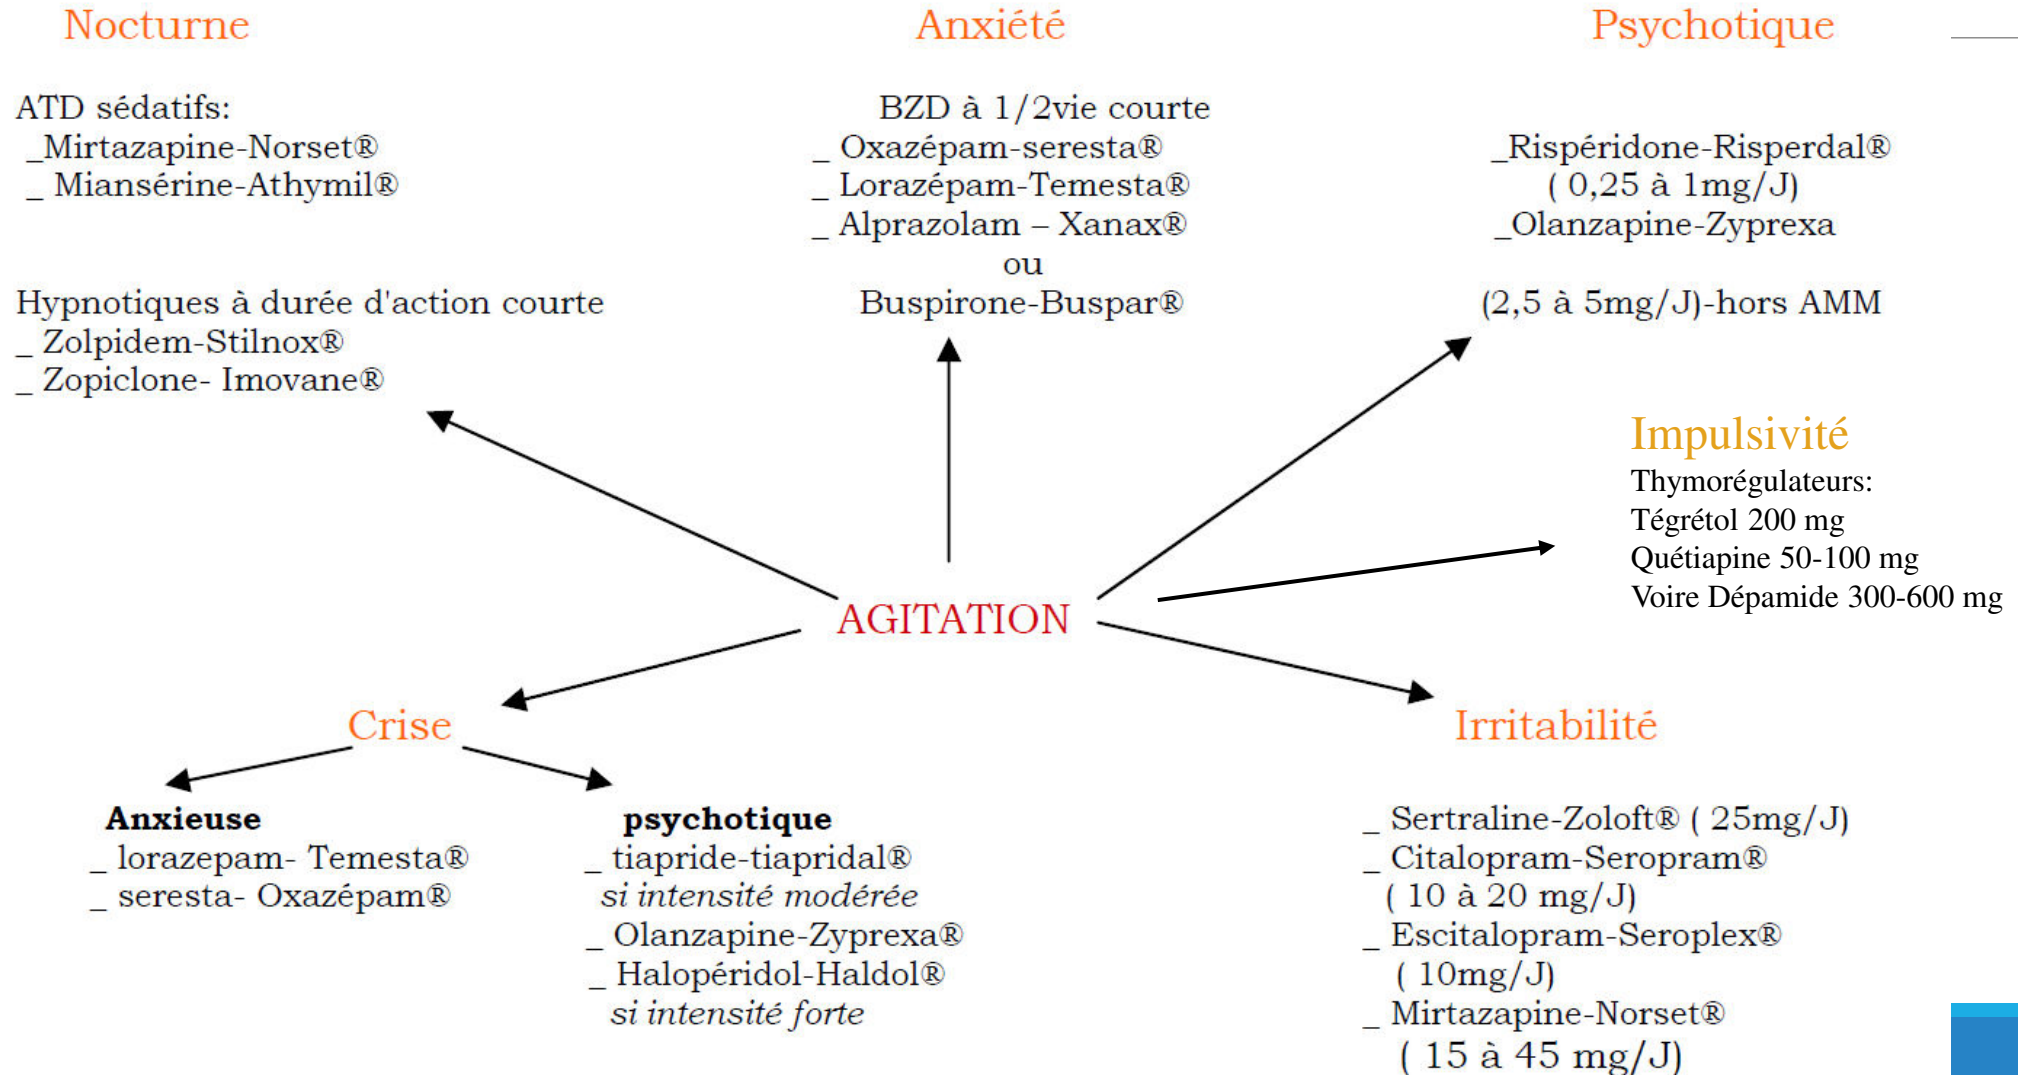 Nocturne
ATD sédatifs:
_Mirtazapine-Norset®
_ Miansérine-Athymil®
Hypnotiques à durée d'action courte
_ Zolpidem-Stilnox®
_ Zopiclone- Imovane®
Anxiété
BZD à 1/2vie courte
_ Oxazépam-seresta®
_ Lorazépam-Temesta®
_ Alprazolam – Xanax®
ou
Buspirone-Buspar®
Psychotique
_Rispéridone-Risperdal®
( 0,25 à 1mg/J)
_Olanzapine-Zyprexa
(2,5 à 5mg/J)-hors AMM
Impulsivité
Thymorégulateurs:
Tégrétol 200 mg
Quétiapine 50-100 mg
Voire Dépamide 300-600 mg
AGITATION
Crise
Anxieuse
_ lorazepam- Temesta®
_ seresta- Oxazépam®
psychotique
_ tiapride-tiapridal®
si intensité modérée
_ Olanzapine-Zyprexa®
_ Halopéridol-Haldol®
si intensité forte
Irritabilité
_ Sertraline-Zoloft® ( 25mg/J)
_ Citalopram-Seropram®
( 10 à 20 mg/J)
_ Escitalopram-Seroplex®
( 10mg/J)
_ Mirtazapine-Norset®
( 15 à 45 mg/J)